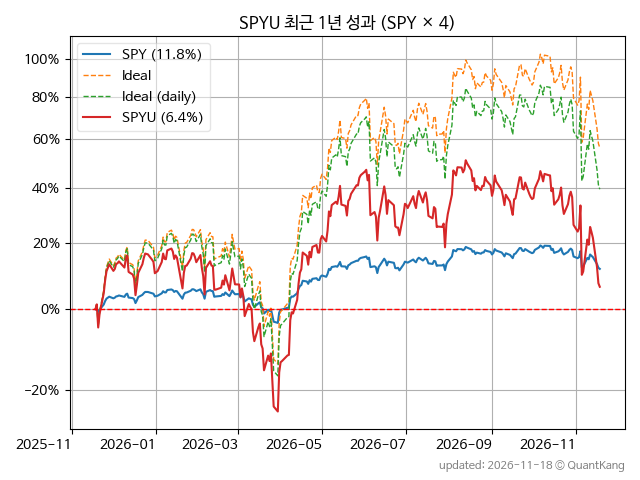 SPYU 최근 1년 성과 (SPY × 4)
SPY (11.8%)
Ideal
Ideal (daily)
SPYU (6.4%)
100%
80%
60%
40%
20%
0%
−20%
2025−11
2026−01
2026−03
2026−05
2026−07
2026−09
2026−11
updated: 2026−11−18 © QuantKang